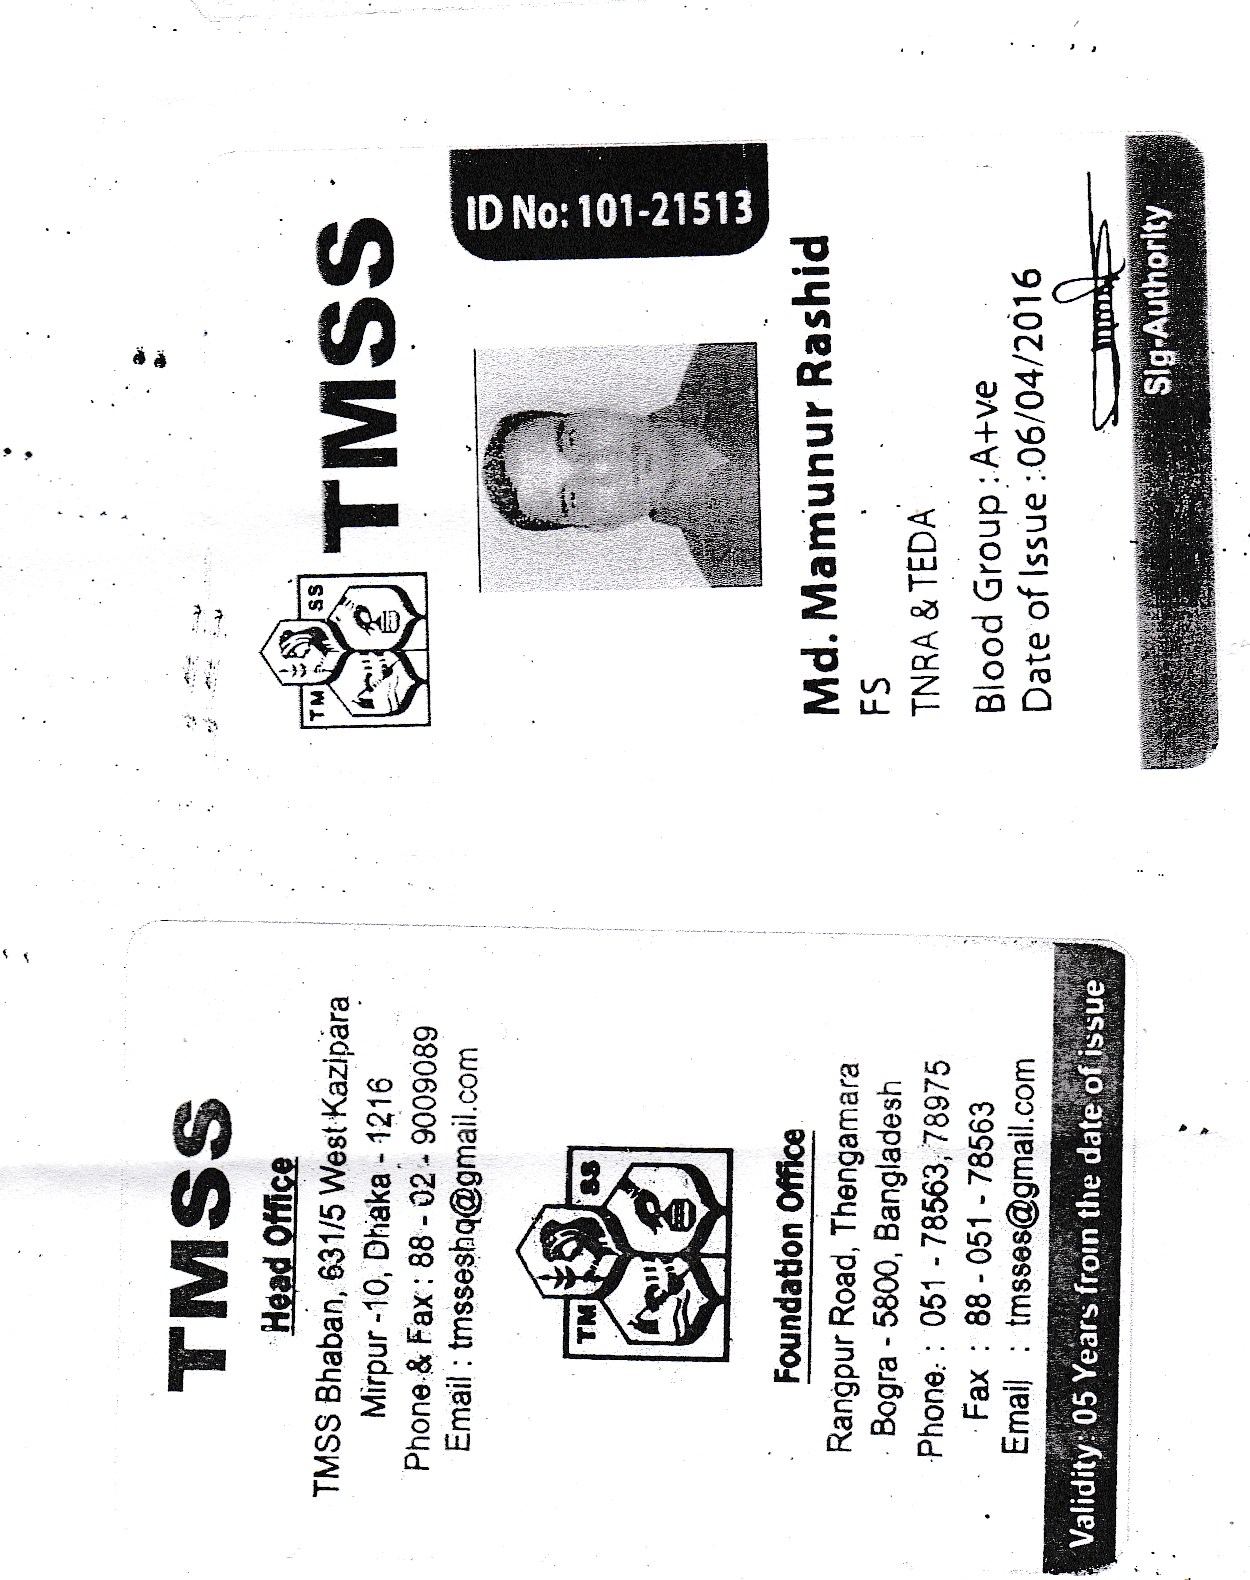 TMSS
TM SS
ID No: 101-21513
Md. Mamunur Rashid
FS
TNRA & TEDA
Blood Group : A+ve
Date of Issue : 06/04/2016
Sig-Authority
TMSS
Head Office
TMSS Bhaban, 631/5 West Kazipara
Mirpur -10, Dhaka - 1216
Phone & Fax : 88 - 02 - 9009089
Email : tmsseshq@gmail.com
TM SS
Foundation Office
Rangpur Road, Thengamara
Bogra - 5800, Bangladesh
Phone : 051 - 78563, 78975
Fax : 88 - 051 - 78563
Email : tmsses@gmail.com
Validity: 05 Years from the date of issue